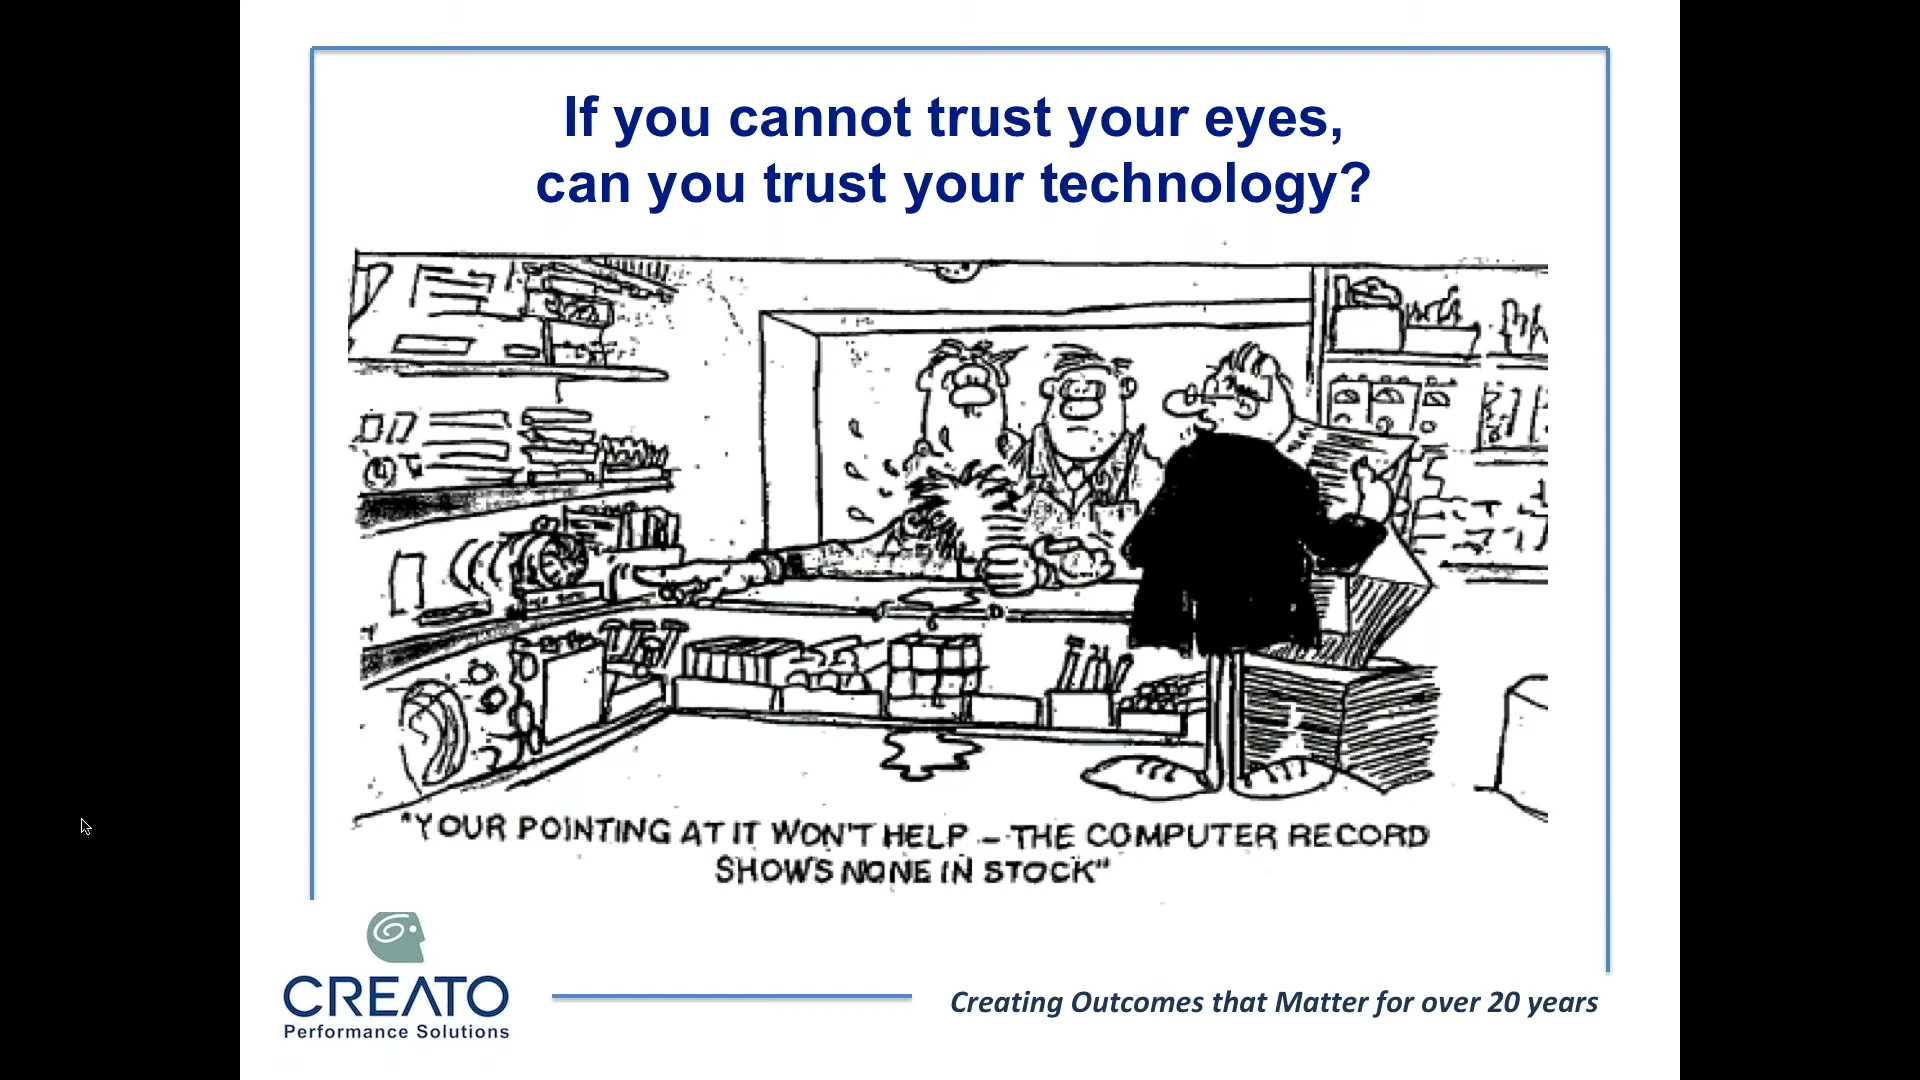 If you cannot trust your eyes,
can you trust your technology?
"YOUR POINTING AT IT WON'T HELP - THE COMPUTER RECORD
SHOWS NONE IN STOCK"
CREATO
Performance Solutions
Creating Outcomes that Matter for over 20 years